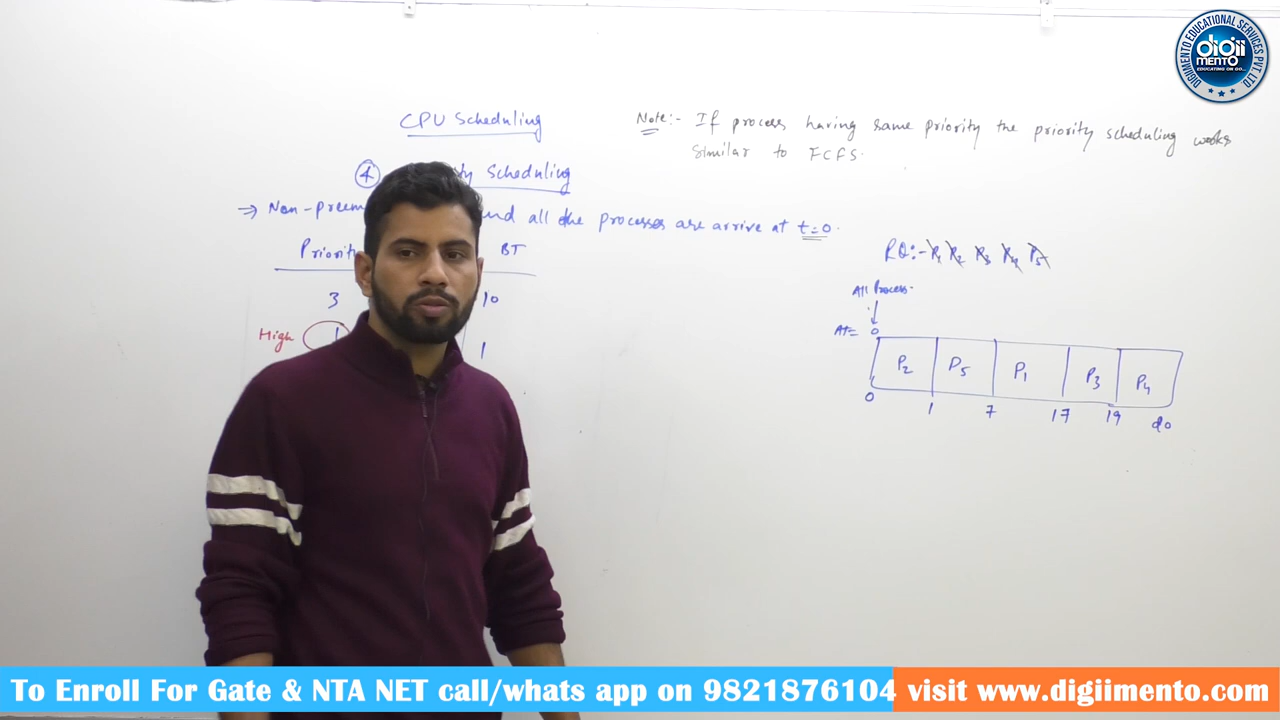 DIGIIMENTO EDUCATIONAL SERVICES PVT LTD
digii
MENTO
EDUCATING ON GO...
CPU Scheduling
Note:- If process having same priority the priority scheduling works
similar to FCFS.
4 Scheduling
⇒ Non-preem and all the processes are arrive at t=0.
Priority BT
3 10
High 1 1
RQ:- P1 P2 P3 P4 P5
All Process.
At= 0
P2 P5 P1 P3 P4
0 1 7 17 19 20
To Enroll For Gate & NTA NET call/whats app on 9821876104 visit www.digiimento.com